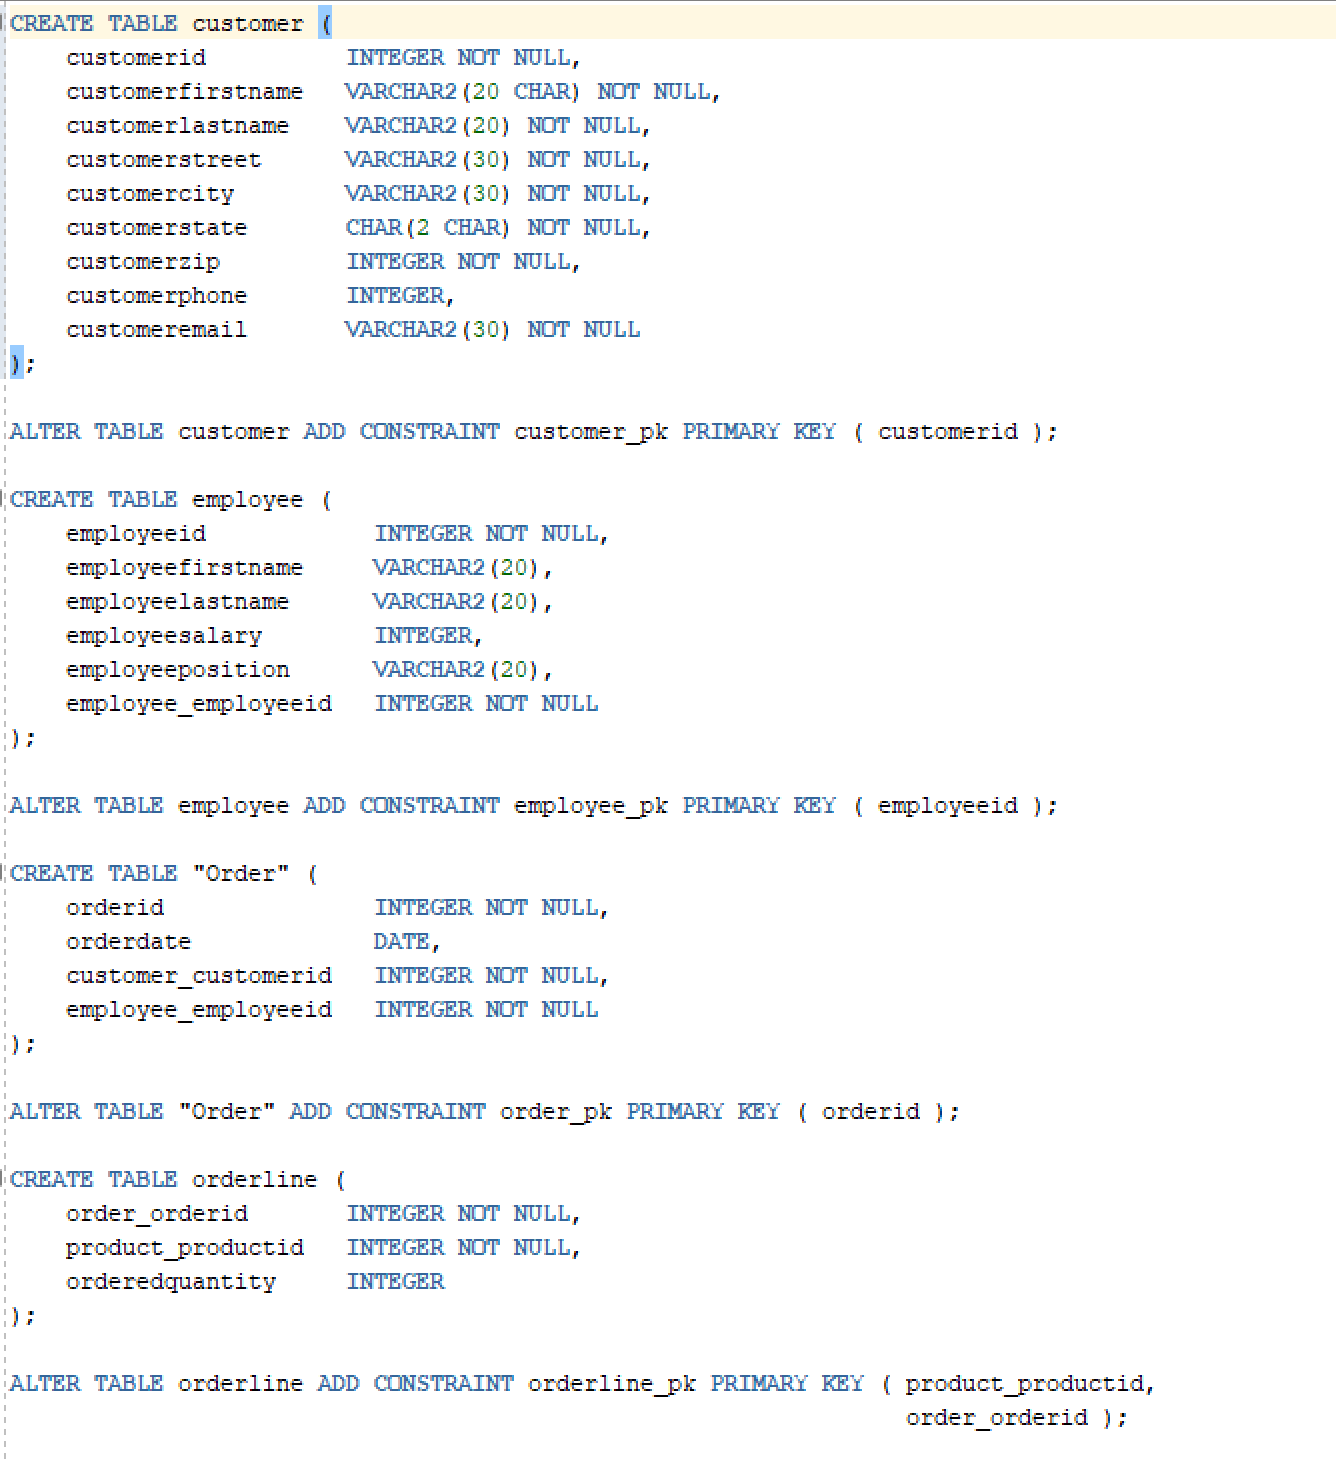 CREATE TABLE customer (
    customerid          INTEGER NOT NULL,
    customerfirstname   VARCHAR2(20 CHAR) NOT NULL,
    customerlastname    VARCHAR2(20) NOT NULL,
    customerstreet      VARCHAR2(30) NOT NULL,
    customercity        VARCHAR2(30) NOT NULL,
    customerstate       CHAR(2 CHAR) NOT NULL,
    customerzip         INTEGER NOT NULL,
    customerphone       INTEGER,
    customeremail       VARCHAR2(30) NOT NULL
);

ALTER TABLE customer ADD CONSTRAINT customer_pk PRIMARY KEY ( customerid );

CREATE TABLE employee (
    employeeid            INTEGER NOT NULL,
    employeefirstname     VARCHAR2(20),
    employeelastname      VARCHAR2(20),
    employeesalary        INTEGER,
    employeeposition      VARCHAR2(20),
    employee_employeeid   INTEGER NOT NULL
);

ALTER TABLE employee ADD CONSTRAINT employee_pk PRIMARY KEY ( employeeid );

CREATE TABLE "Order" (
    orderid               INTEGER NOT NULL,
    orderdate             DATE,
    customer_customerid   INTEGER NOT NULL,
    employee_employeeid   INTEGER NOT NULL
);

ALTER TABLE "Order" ADD CONSTRAINT order_pk PRIMARY KEY ( orderid );

CREATE TABLE orderline (
    order_orderid       INTEGER NOT NULL,
    product_productid   INTEGER NOT NULL,
    orderedquantity     INTEGER
);

ALTER TABLE orderline ADD CONSTRAINT orderline_pk PRIMARY KEY ( product_productid,
                                                                order_orderid );